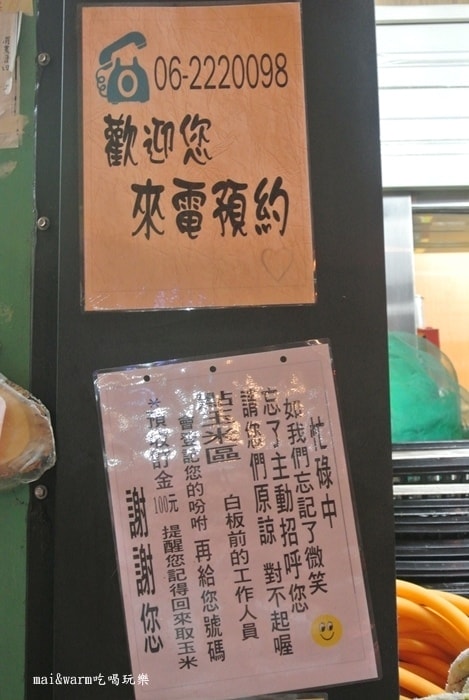 06-2220098
歡迎您
來電預約
忙碌中
如我們忘記了微笑
忘了主動招呼您
請您們原諒 對不起喔
點玉米區 白板前的工作人員
會登記您的吩咐 再給您號碼
並預收訂金100元 提醒您記得回來取玉米
謝謝您
mai&warm吃喝玩樂